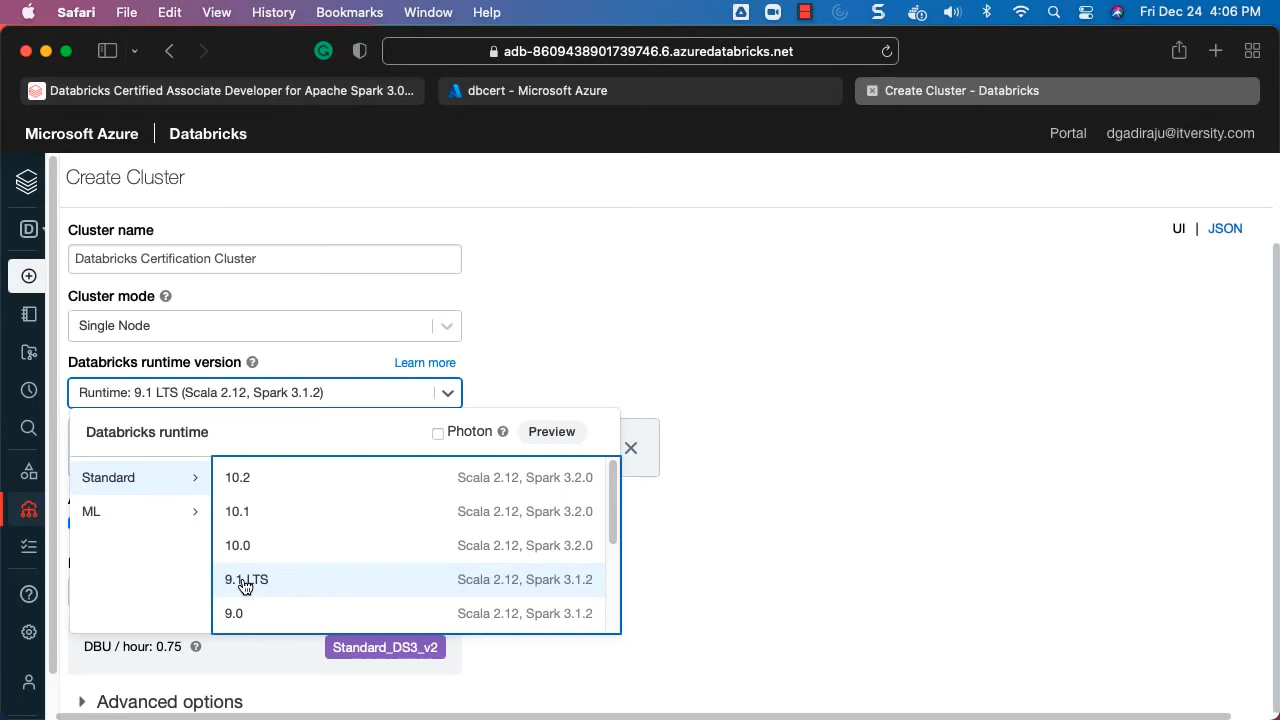 Safari File Edit View History Bookmarks Window Help Fri Dec 24 4:06 PM
adb-8609438901739746.6.azuredatabricks.net
Databricks Certified Associate Developer for Apache Spark 3.0... dbcert - Microsoft Azure Create Cluster - Databricks
Microsoft Azure Databricks Portal dgadiraju@itversity.com
Create Cluster
D
UI | JSON
Cluster name
Databricks Certification Cluster
Cluster mode
Single Node
Databricks runtime version Learn more
Runtime: 9.1 LTS (Scala 2.12, Spark 3.1.2)
Databricks runtime Photon Preview
Standard
ML
10.2 Scala 2.12, Spark 3.2.0
10.1 Scala 2.12, Spark 3.2.0
10.0 Scala 2.12, Spark 3.2.0
9.1 LTS Scala 2.12, Spark 3.1.2
9.0 Scala 2.12, Spark 3.1.2
DBU / hour: 0.75 Standard_DS3_v2
Advanced options